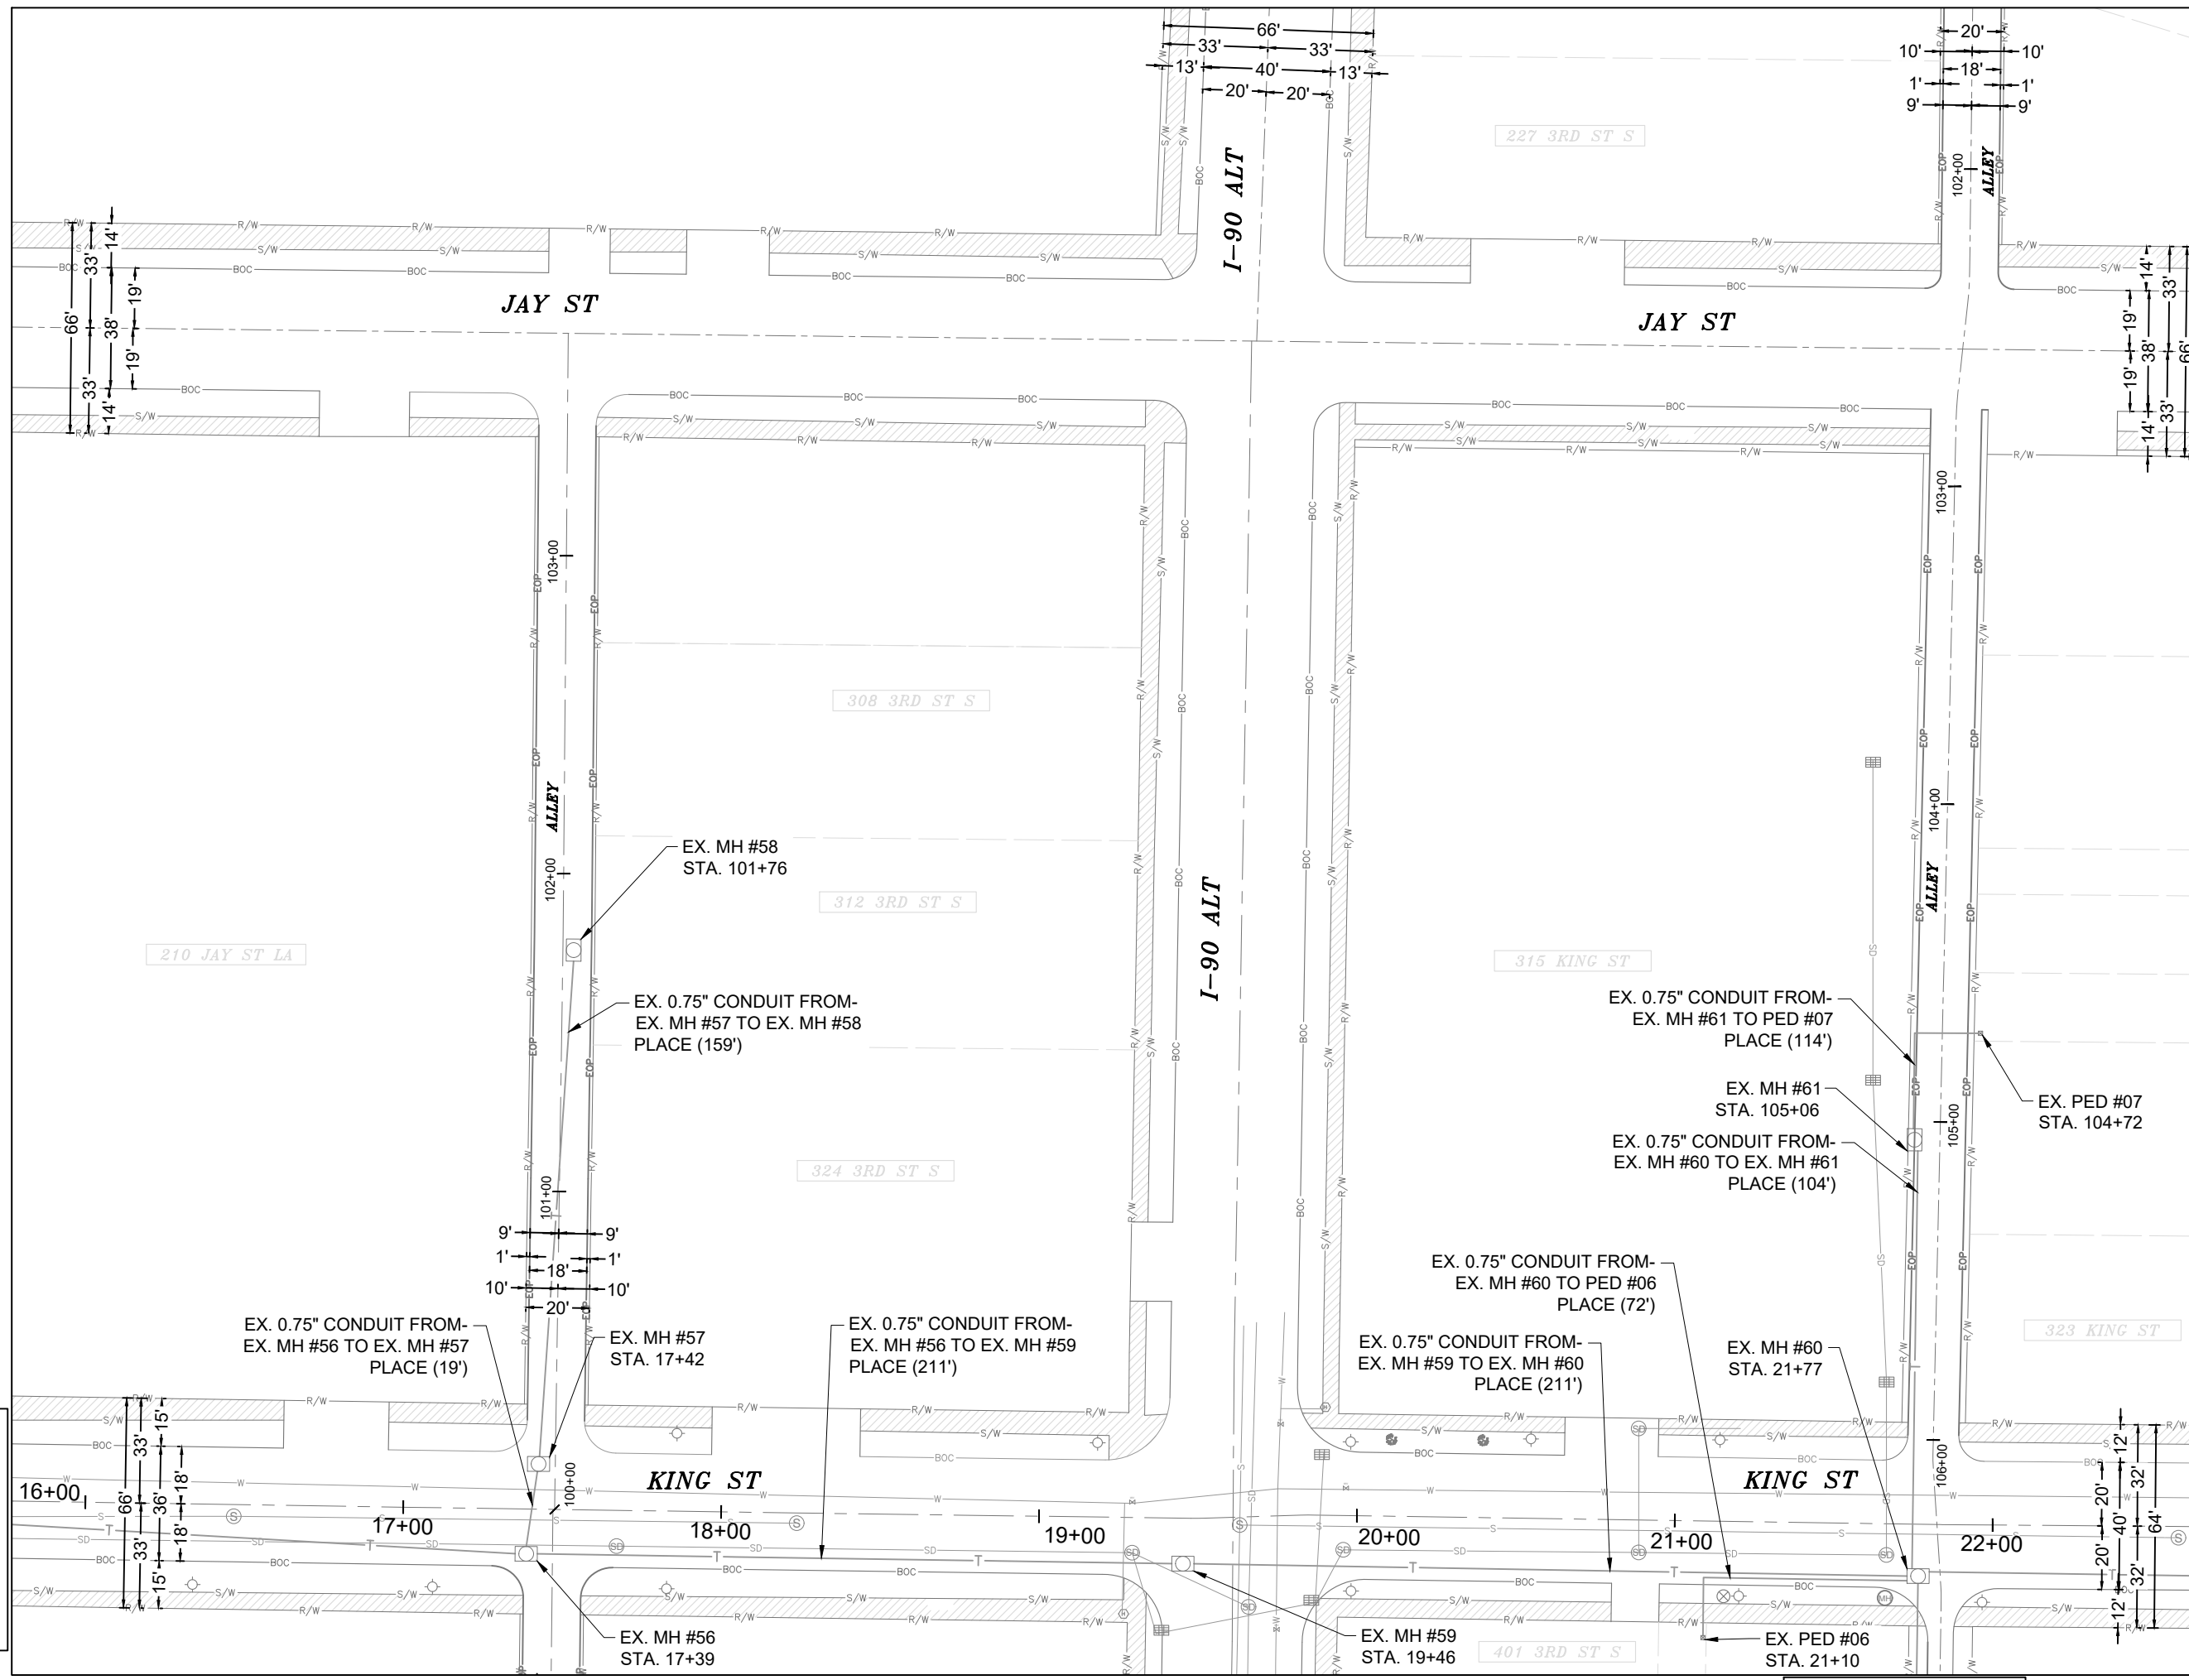 66'
33'
33'
13'
40'
13'
20'
20'
20'
10'
10'
18'
1'
1'
9'
9'
227 3RD ST S
I-90 ALT
102+00
ALLEY
JAY ST
JAY ST
66'
33'
33'
14'
38'
14'
19'
19'
14'
33'
19'
38'
66'
19'
33'
14'
R/W
S/W
BOC
EOP
103+00
103+00
308 3RD ST S
ALLEY
104+00
EX. MH #58
STA. 101+76
102+00
312 3RD ST S
I-90 ALT
ALLEY
210 JAY ST LA
315 KING ST
EX. 0.75" CONDUIT FROM-
EX. MH #57 TO EX. MH #58
PLACE (159')
EX. 0.75" CONDUIT FROM-
EX. MH #61 TO PED #07
PLACE (114')
EX. MH #61
STA. 105+06
EX. PED #07
STA. 104+72
105+00
EX. 0.75" CONDUIT FROM-
EX. MH #60 TO EX. MH #61
PLACE (104')
324 3RD ST S
101+00
9'
9'
1'
1'
18'
10'
10'
20'
EX. 0.75" CONDUIT FROM-
EX. MH #56 TO EX. MH #57
PLACE (19')
EX. MH #57
STA. 17+42
EX. 0.75" CONDUIT FROM-
EX. MH #56 TO EX. MH #59
PLACE (211')
EX. 0.75" CONDUIT FROM-
EX. MH #60 TO PED #06
PLACE (72')
EX. 0.75" CONDUIT FROM-
EX. MH #59 TO EX. MH #60
PLACE (211')
EX. MH #60
STA. 21+77
323 KING ST
KING ST
KING ST
100+00
106+00
16+00
17+00
18+00
19+00
20+00
21+00
22+00
66'
33'
33'
15'
36'
15'
18'
18'
12'
32'
20'
40'
64'
20'
32'
12'
W
S
SD
T
MH
EX. MH #56
STA. 17+39
EX. MH #59
STA. 19+46
401 3RD ST S
EX. PED #06
STA. 21+10